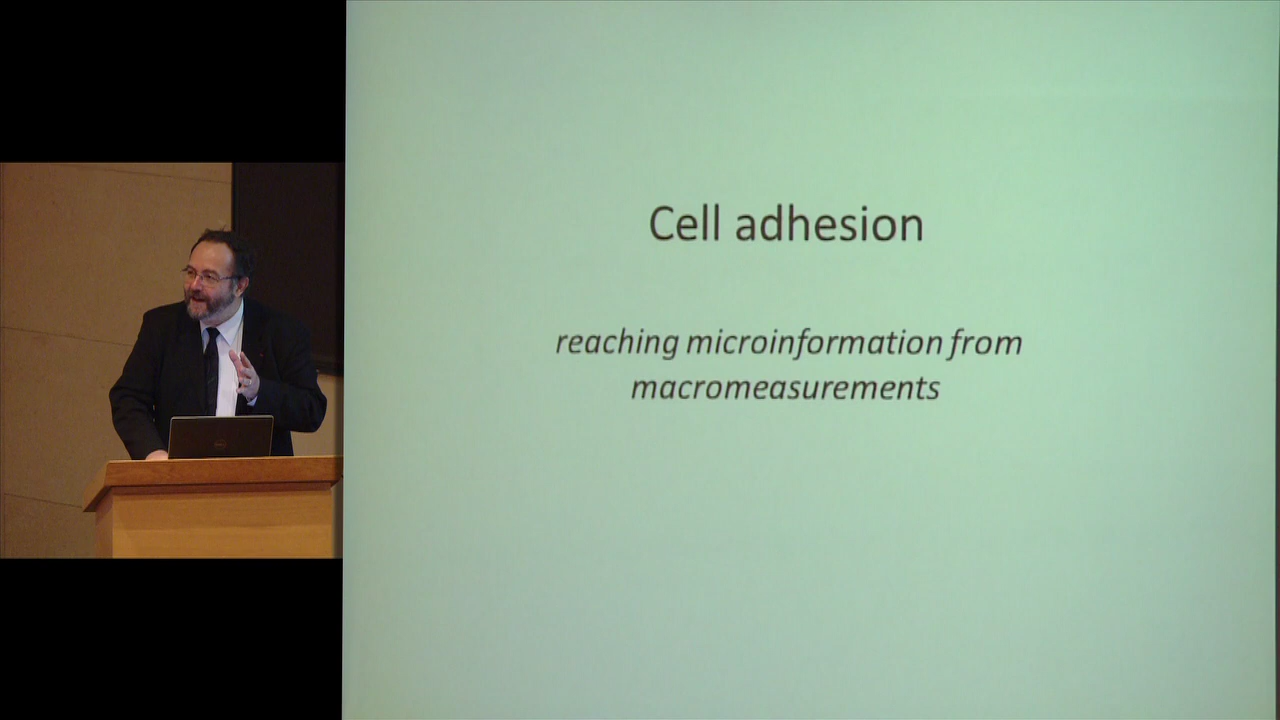 Cell adhesion
reaching microinformation from
macromeasurements